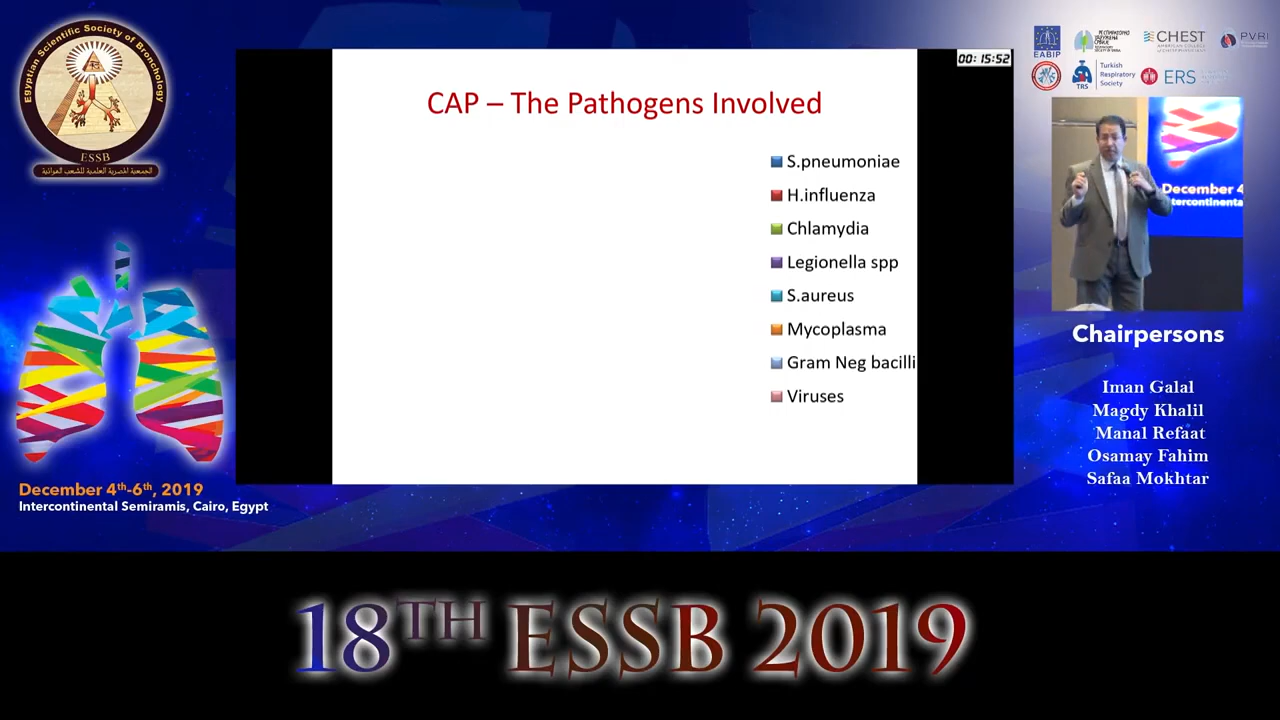 Egyptian Scientific Society of Bronchology
ESSB
الجمعية المصرية العلمية للشعب الهوائية
December 4th-6th, 2019
Intercontinental Semiramis, Cairo, Egypt
00: 15:52
CAP – The Pathogens Involved
S.pneumoniae
H.influenza
Chlamydia
Legionella spp
S.aureus
Mycoplasma
Gram Neg bacilli
Viruses
EABIP
CHEST
PVRI
TRS
Turkish
Respiratory
Society
ERS
December 4
tercontinenta
Chairpersons
Iman Galal
Magdy Khalil
Manal Refaat
Osamay Fahim
Safaa Mokhtar
18TH ESSB 2019